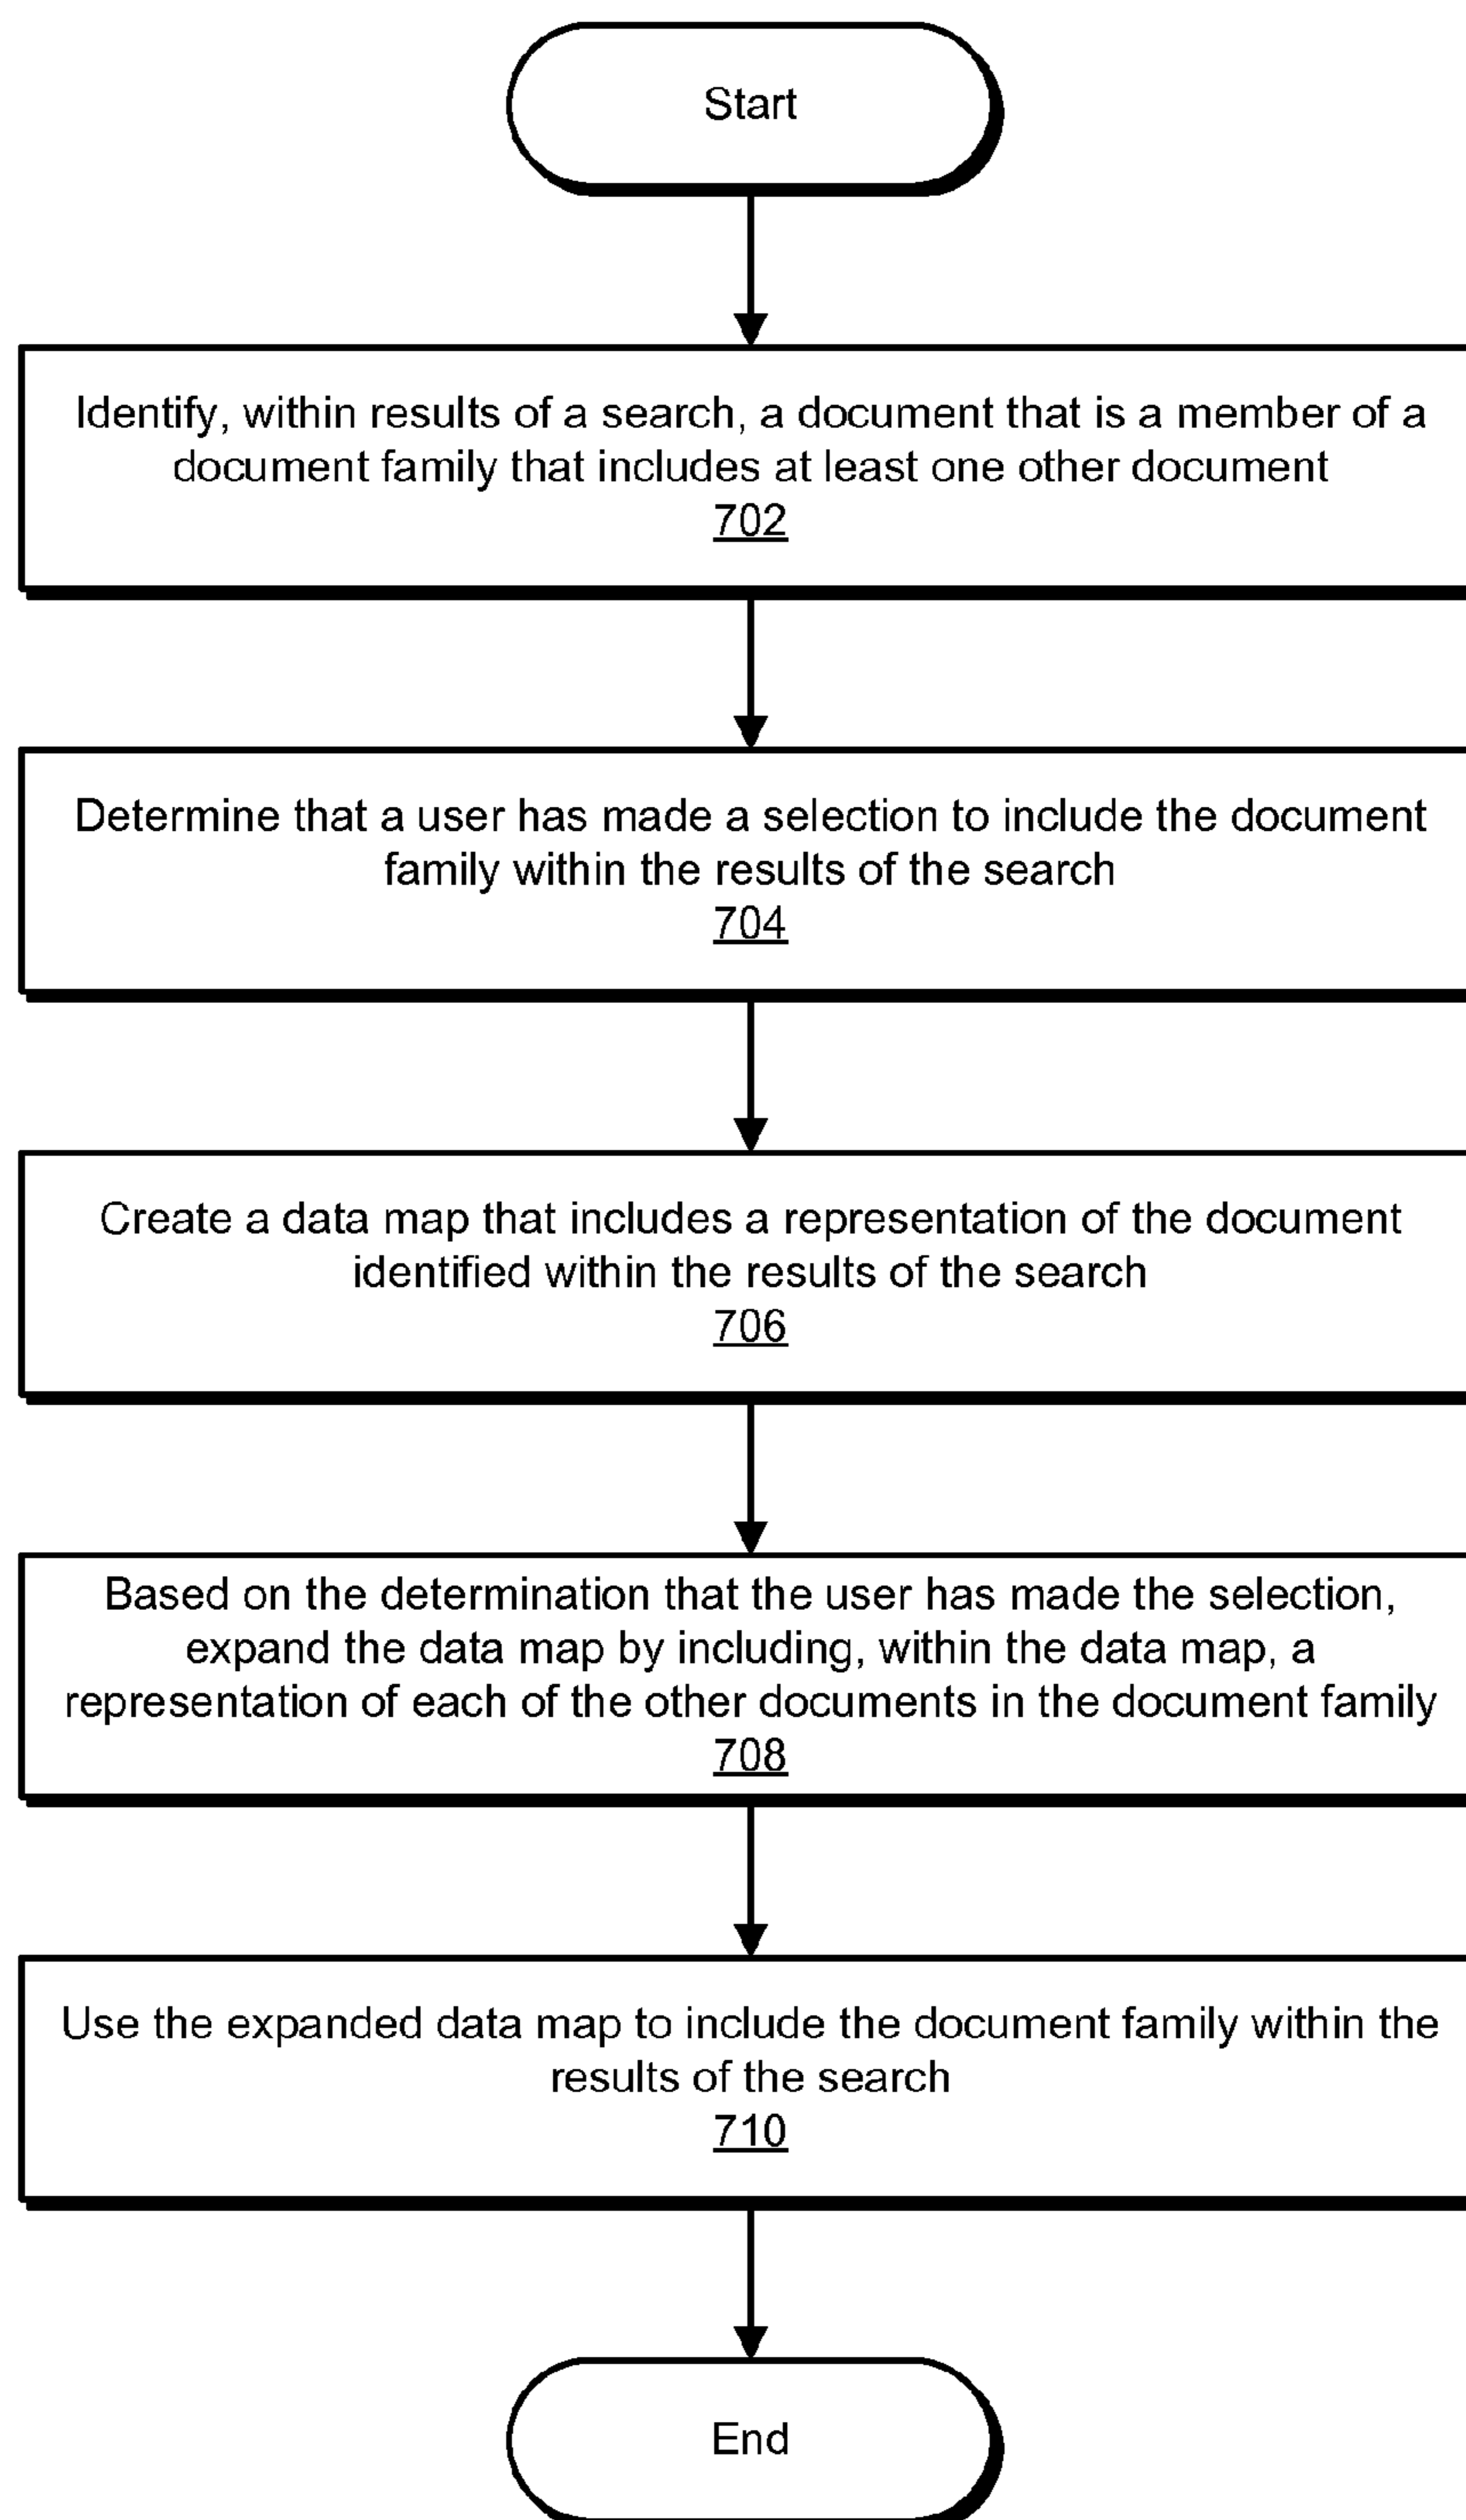 Start
Identify, within results of a search, a document that is a member of a
document family that includes at least one other document
702
Determine that a user has made a selection to include the document
family within the results of the search
704
Create a data map that includes a representation of the document
identified within the results of the search
706
Based on the determination that the user has made the selection,
expand the data map by including, within the data map, a
representation of each of the other documents in the document family
708
Use the expanded data map to include the document family within the
results of the search
710
End